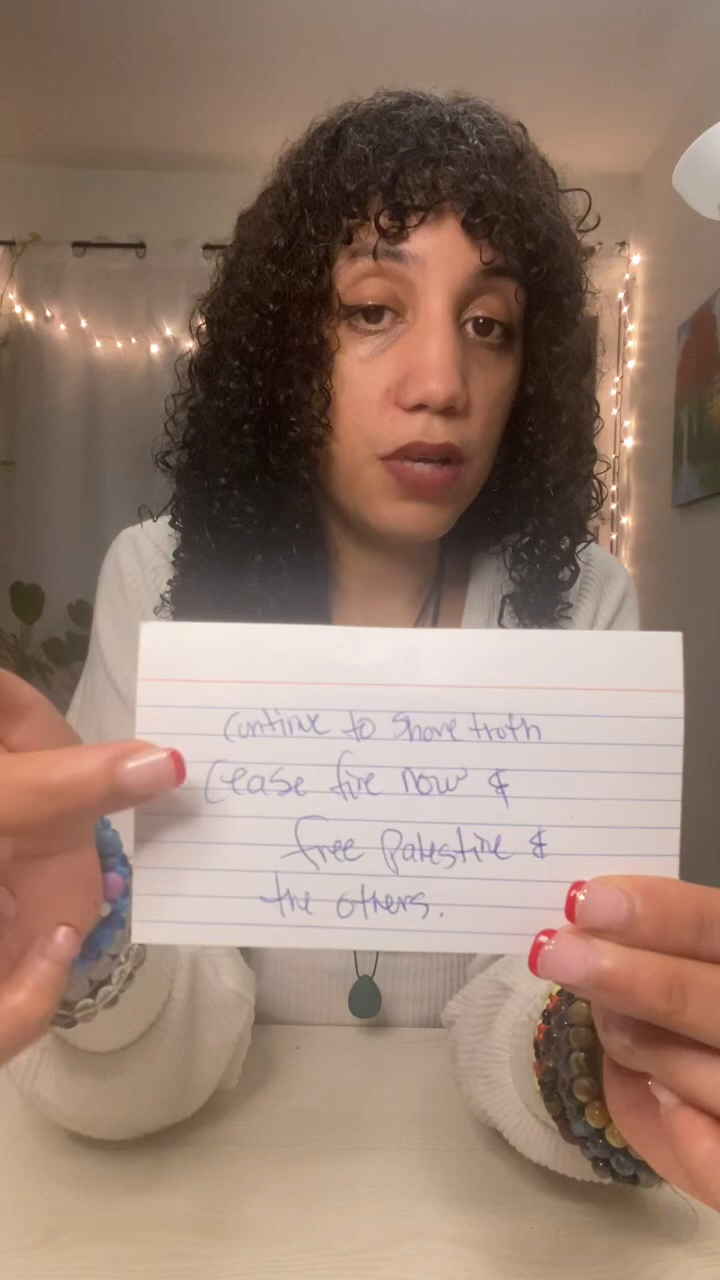 Continue to Share truth
Cease fire now &
free Palestine &
the others.